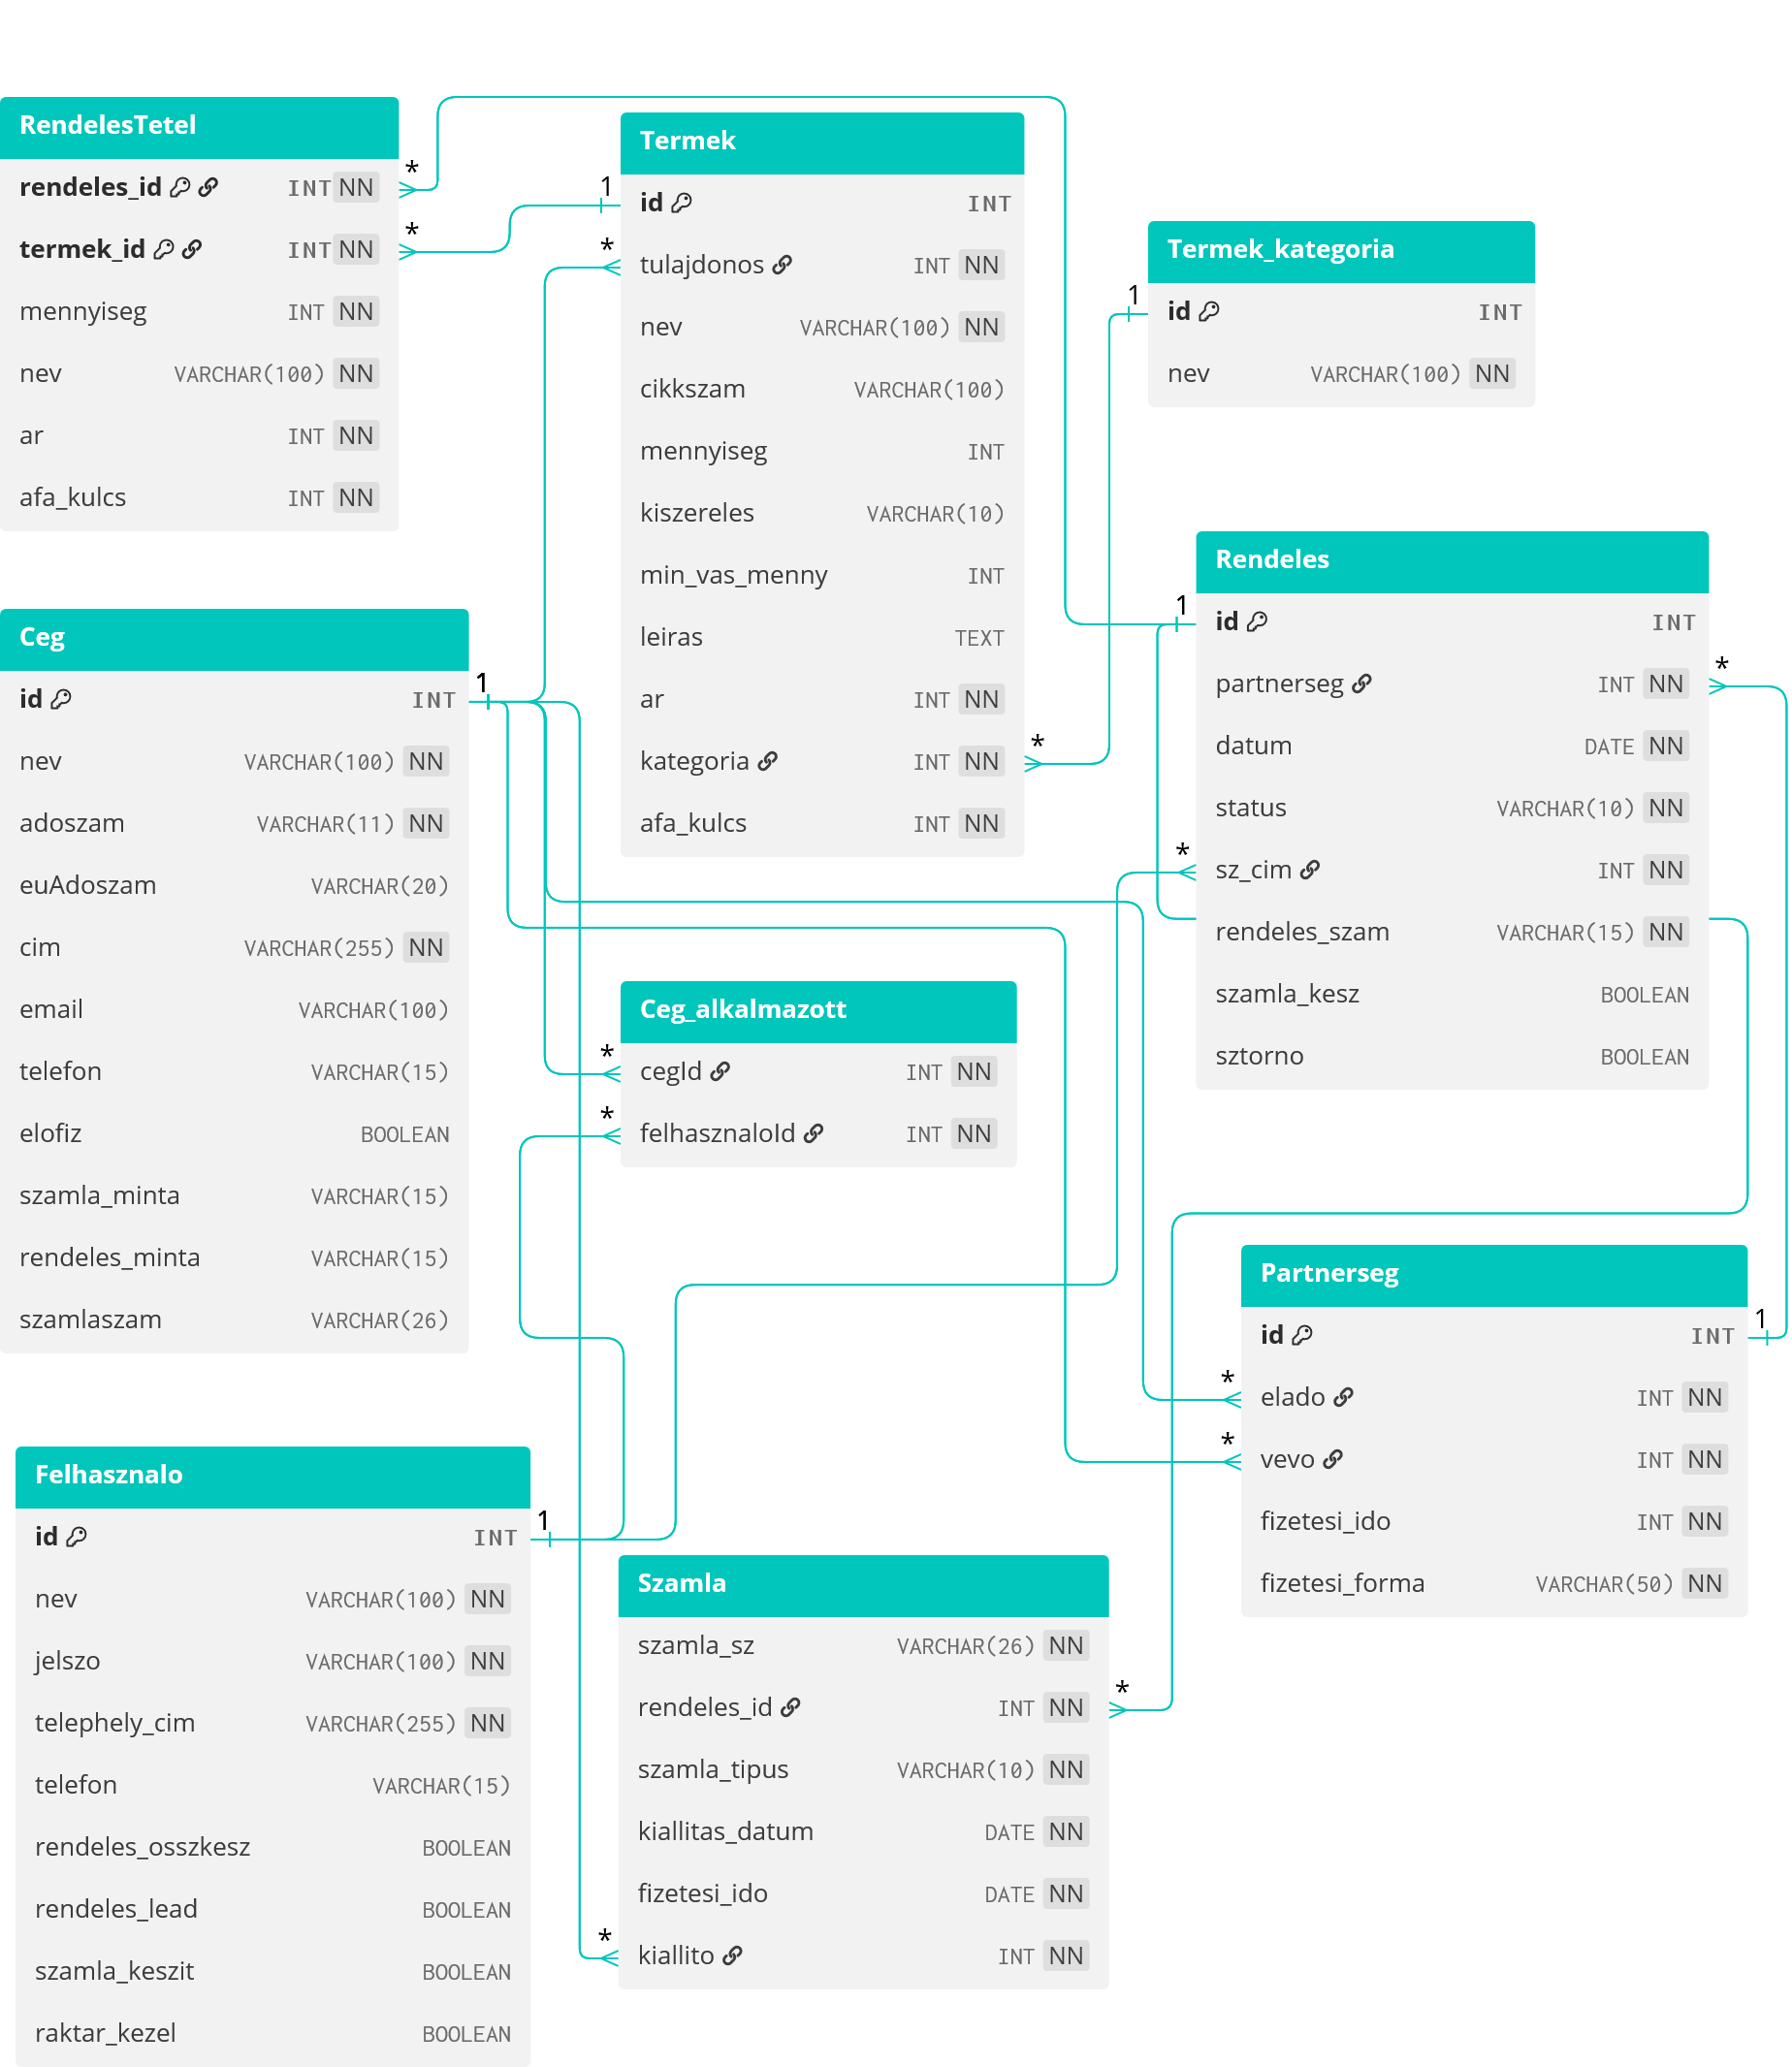 RendelesTetel
rendeles_id INT NN
termek_id INT NN
mennyiseg INT NN
nev VARCHAR(100) NN
ar INT NN
afa_kulcs INT NN
*
*
Termek
1
*
id INT
tulajdonos INT NN
nev VARCHAR(100) NN
cikkszam VARCHAR(100)
mennyiseg INT
kiszereles VARCHAR(10)
min_vas_menny INT
leiras TEXT
ar INT NN
kategoria INT NN
afa_kulcs INT NN
*
Termek_kategoria
1
id INT
nev VARCHAR(100) NN
Rendeles
1
id INT
partnerseg INT NN
*
datum DATE NN
status VARCHAR(10) NN
*
sz_cim INT NN
rendeles_szam VARCHAR(15) NN
szamla_kesz BOOLEAN
sztorno BOOLEAN
Ceg
id INT
1
nev VARCHAR(100) NN
adoszam VARCHAR(11) NN
euAdoszam VARCHAR(20)
cim VARCHAR(255) NN
email VARCHAR(100)
telefon VARCHAR(15)
elofiz BOOLEAN
szamla_minta VARCHAR(15)
rendeles_minta VARCHAR(15)
szamlaszam VARCHAR(26)
Ceg_alkalmazott
*
cegId INT NN
*
felhasznaloId INT NN
Partnerseg
id INT
1
*
elado INT NN
*
vevo INT NN
fizetesi_ido INT NN
fizetesi_forma VARCHAR(50) NN
Felhasznalo
id INT
1
nev VARCHAR(100) NN
jelszo VARCHAR(100) NN
telephely_cim VARCHAR(255) NN
telefon VARCHAR(15)
rendeles_osszkesz BOOLEAN
rendeles_lead BOOLEAN
szamla_keszit BOOLEAN
raktar_kezel BOOLEAN
Szamla
szamla_sz VARCHAR(26) NN
rendeles_id INT NN
*
szamla_tipus VARCHAR(10) NN
kiallitas_datum DATE NN
fizetesi_ido DATE NN
*
kiallito INT NN